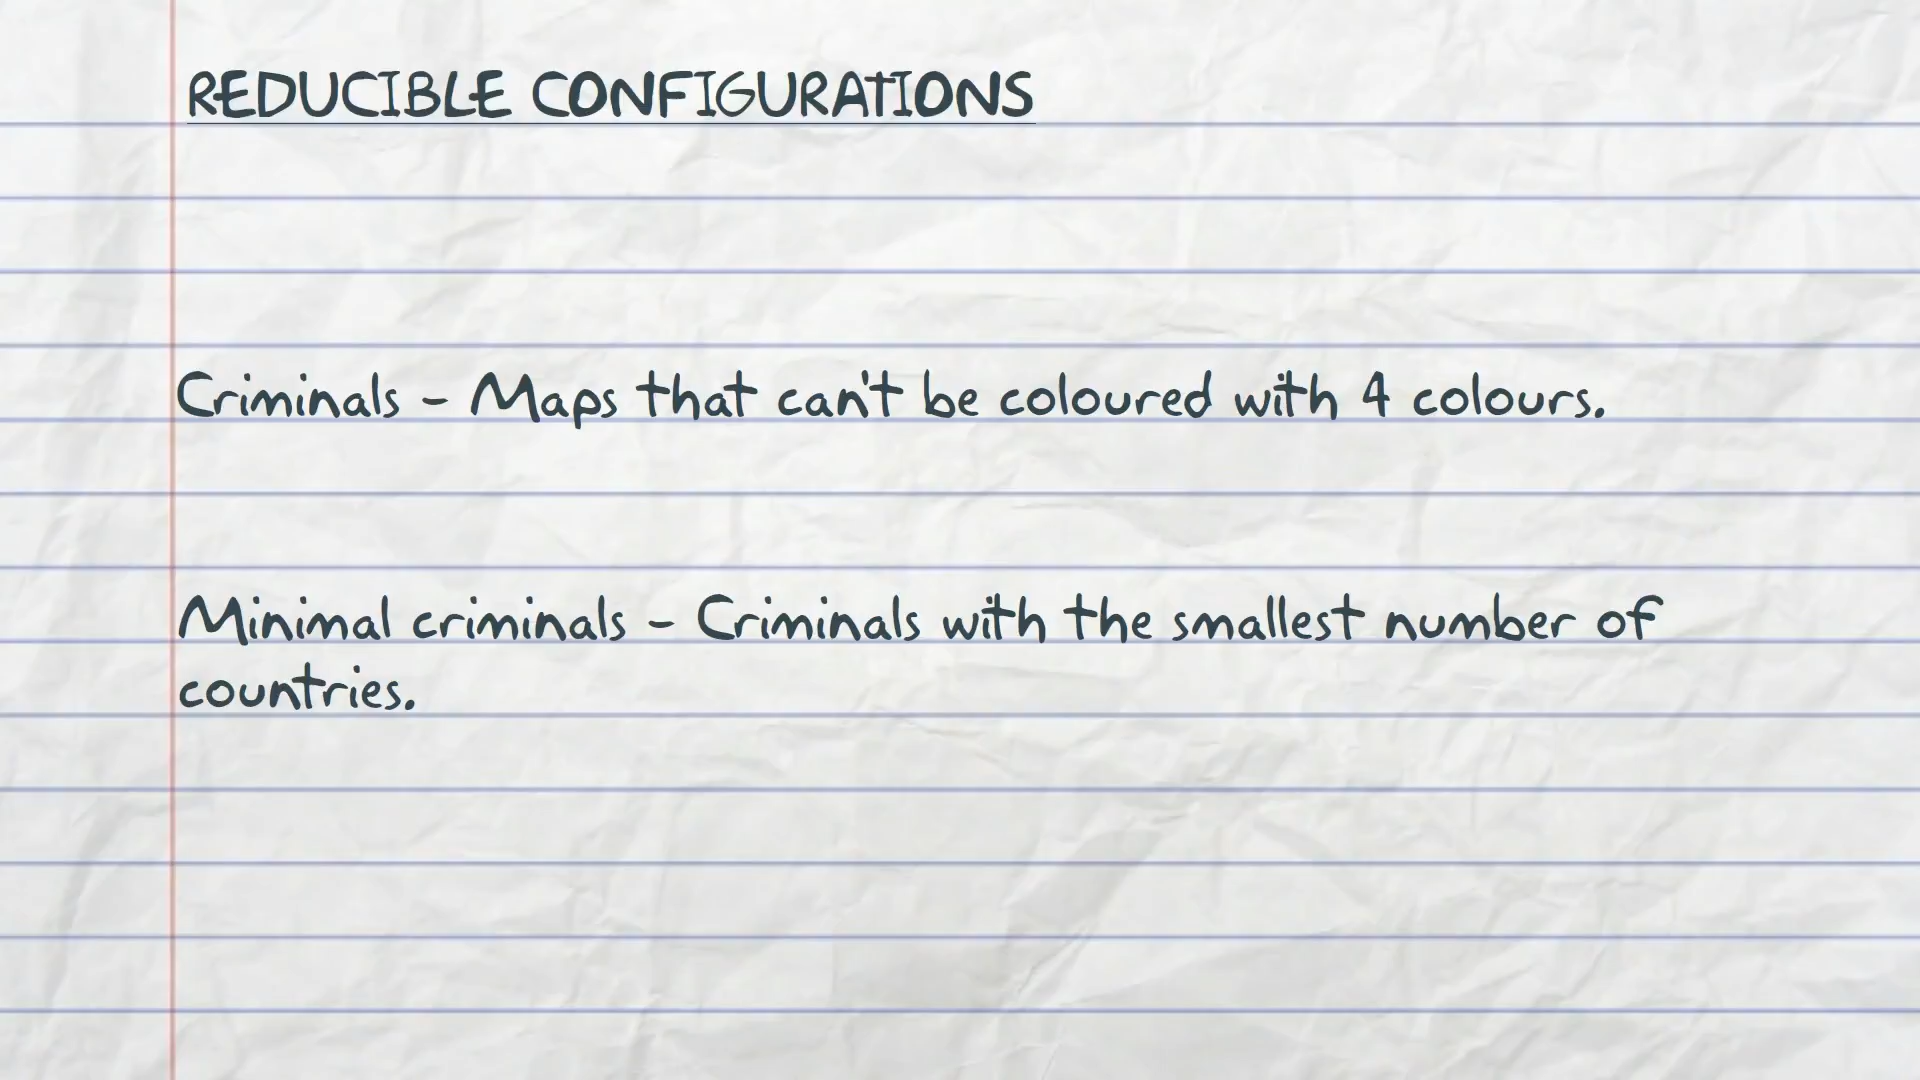 REDUCIBLE CONFIGURATIONS
Criminals - Maps that can't be coloured with 4 colours.
Minimal criminals - Criminals with the smallest number of
countries.